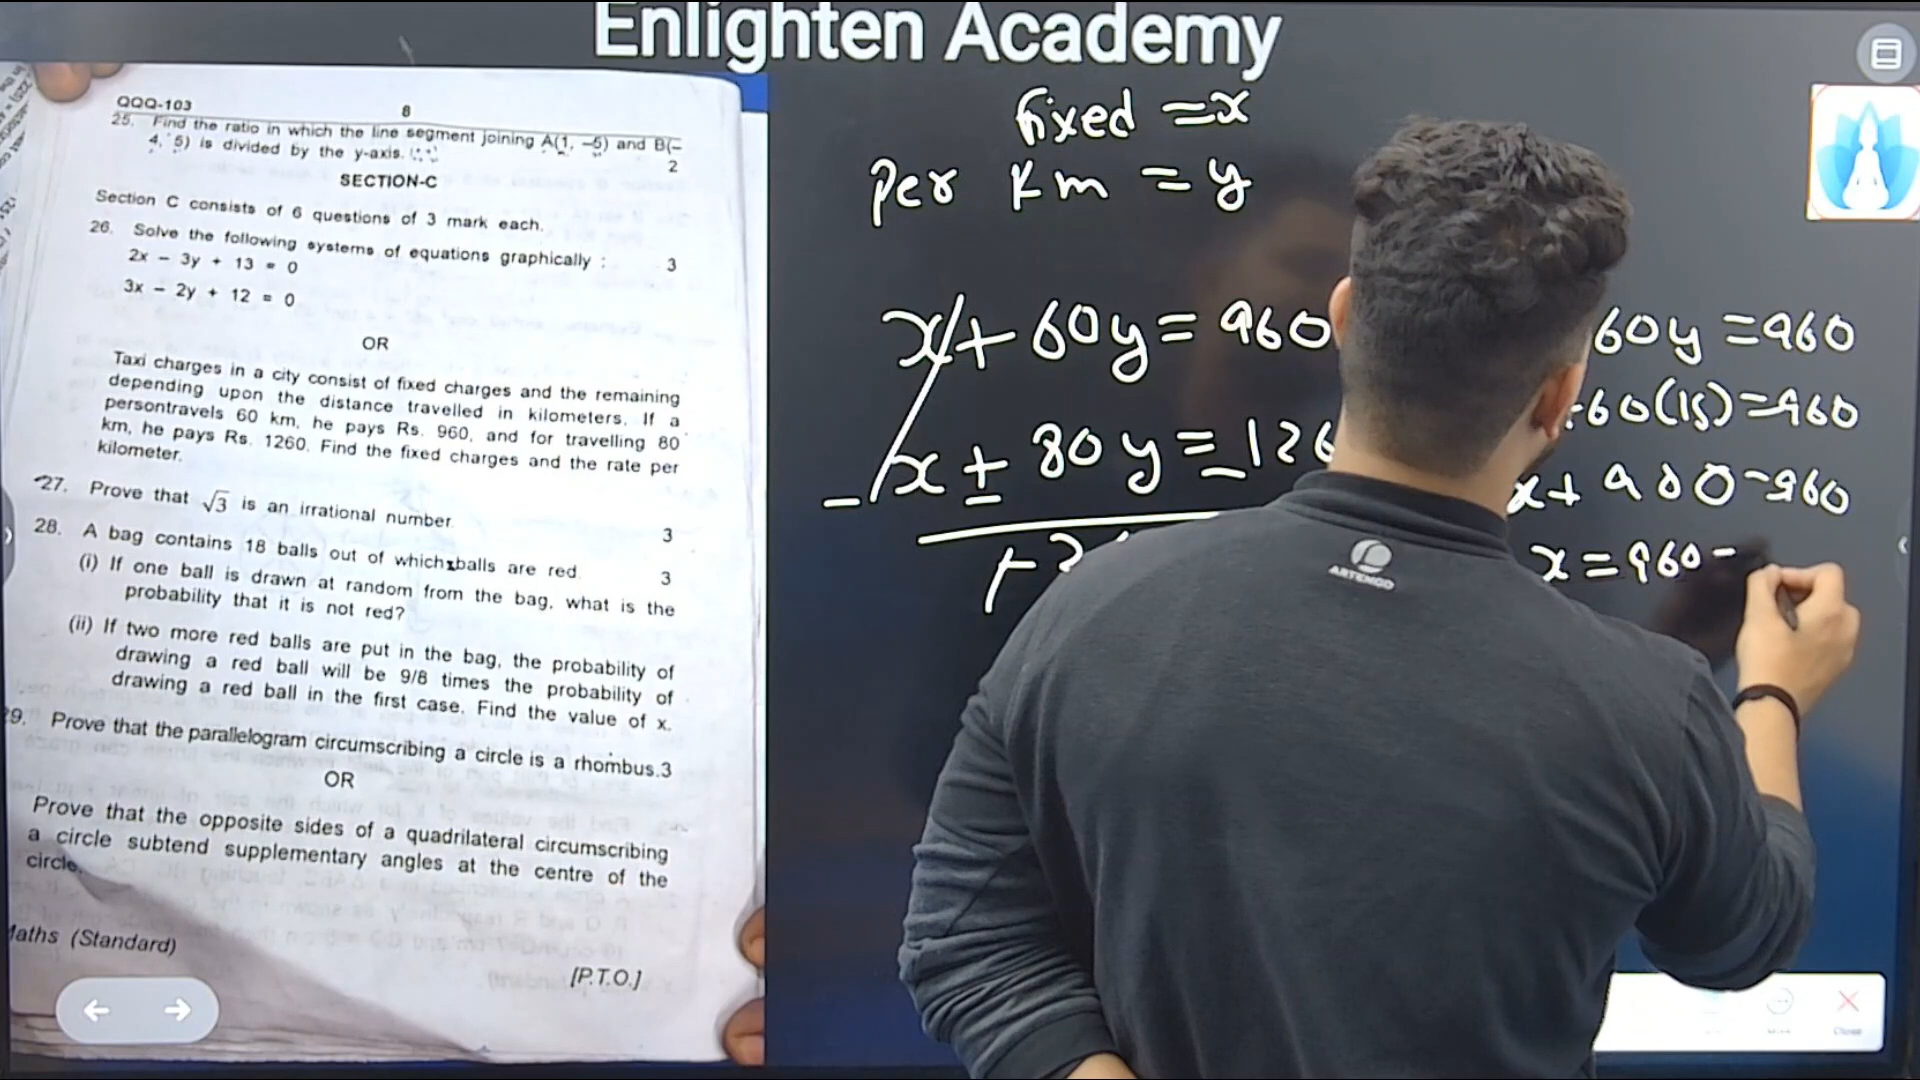 Enlighten Academy
QQQ-103
8
25. Find the ratio in which the line segment joining A(1, –5) and B(–
4, 5) is divided by the y-axis.
2
SECTION-C
Section C consists of 6 questions of 3 mark each.
26. Solve the following systems of equations graphically :
3
2x – 3y + 13 = 0
3x – 2y + 12 = 0
OR
Taxi charges in a city consist of fixed charges and the remaining
depending upon the distance travelled in kilometers. If a
persontravels 60 km, he pays Rs. 960, and for travelling 80
km, he pays Rs. 1260. Find the fixed charges and the rate per
kilometer.
27. Prove that √3 is an irrational number.
3
28. A bag contains 18 balls out of which x balls are red.
3
(i) If one ball is drawn at random from the bag, what is the
probability that it is not red?
(ii) If two more red balls are put in the bag, the probability of
drawing a red ball will be 9/8 times the probability of
drawing a red ball in the first case. Find the value of x.
29. Prove that the parallelogram circumscribing a circle is a rhombus.3
OR
Prove that the opposite sides of a quadrilateral circumscribing
a circle subtend supplementary angles at the centre of the
circle.
Maths (Standard)
[P.T.O.]
fixed = x
per Km = y
x + 60y = 960
x ± 80y = 126
60y = 960
60(15) = 960
x + 900 = 960
x = 960 -
ARTENGO
Close